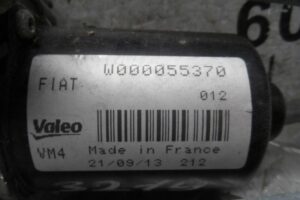 W000055370
FIAT
012
Valeo
VM4 Made in France
21/09/13 212